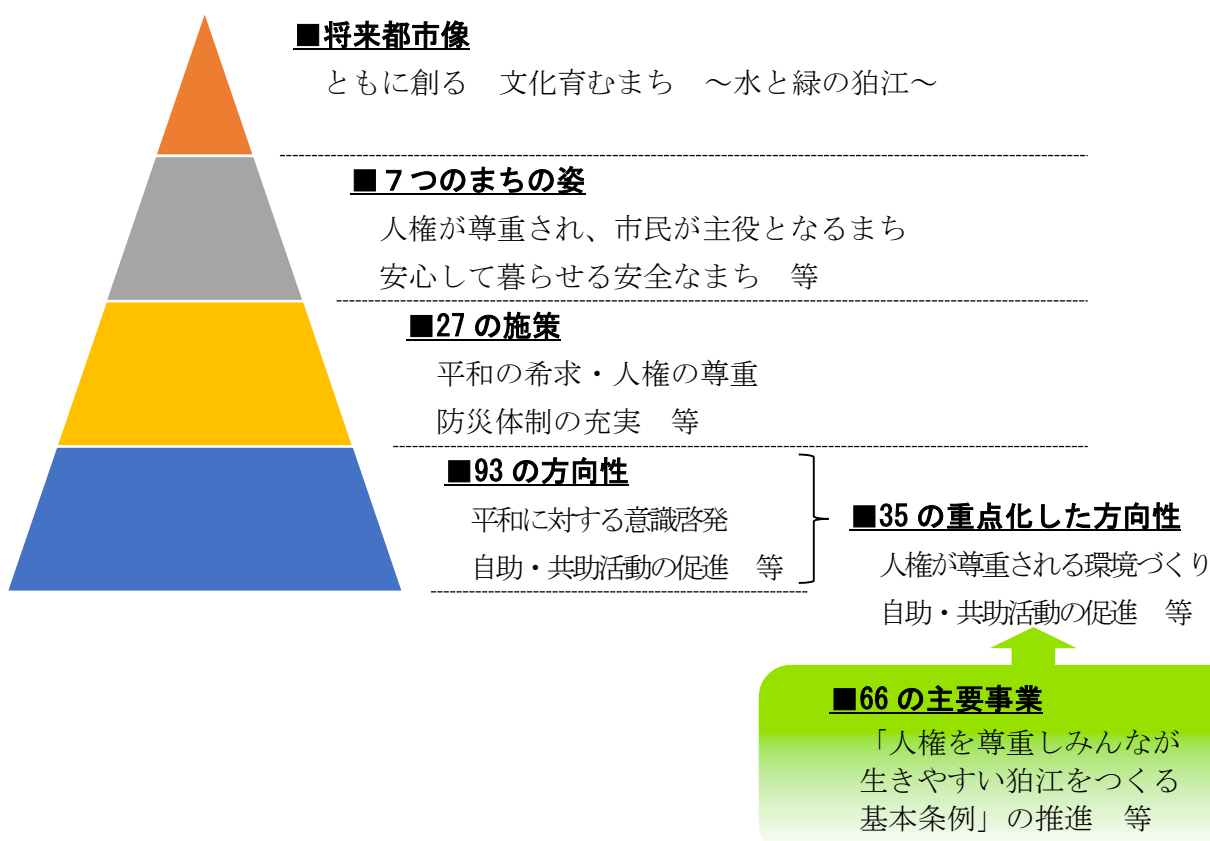 ■将来都市像
ともに創る　文化育むまち　～水と緑の狛江～
■７つのまちの姿
人権が尊重され、市民が主役となるまち
安心して暮らせる安全なまち　等
■27の施策
平和の希求・人権の尊重
防災体制の充実　等
■93の方向性
平和に対する意識啓発
自助・共助活動の促進　等
■35の重点化した方向性
人権が尊重される環境づくり
自助・共助活動の促進　等
■66の主要事業
「人権を尊重しみんなが
生きやすい狛江をつくる
基本条例」の推進　等